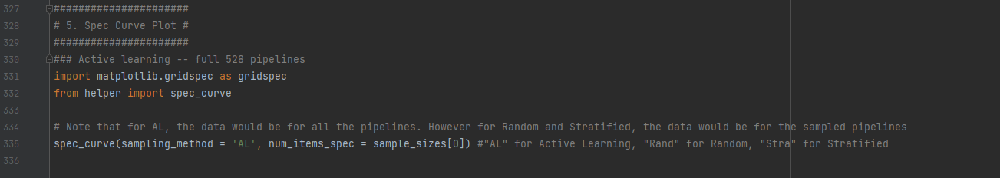 327 ######################
328 # 5. Spec Curve Plot #
329 ######################
330 ### Active learning -- full 528 pipelines
331 import matplotlib.gridspec as gridspec
332 from helper import spec_curve
333
334 # Note that for AL, the data would be for all the pipelines. However for Random and Stratified, the data would be for the sampled pipelines
335 spec_curve(sampling_method = 'AL', num_items_spec = sample_sizes[0]) #"AL" for Active Learning, "Rand" for Random, "Stra" for Stratified
336